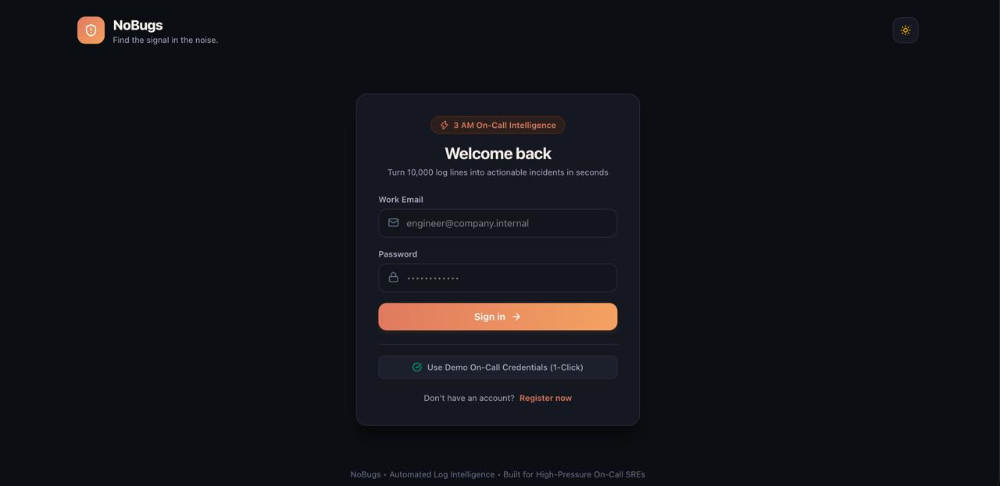 NoBugs
Find the signal in the noise.
3 AM On-Call Intelligence
Welcome back
Turn 10,000 log lines into actionable incidents in seconds
Work Email
engineer@company.internal
Password
••••••••••••
Sign in →
Use Demo On-Call Credentials (1-Click)
Don't have an account? Register now
NoBugs • Automated Log Intelligence • Built for High-Pressure On-Call SREs